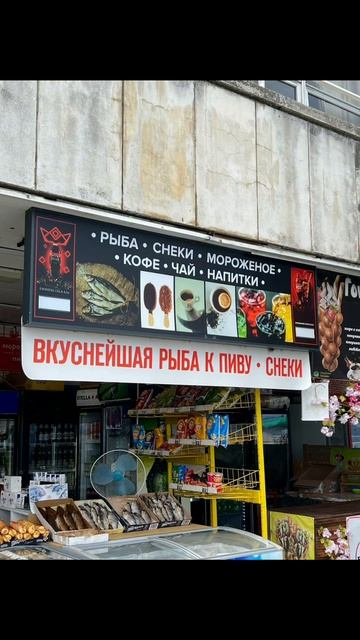 • РЫБА • СНЕКИ • МОРОЖЕНОЕ •
• КОФЕ • ЧАЙ • НАПИТКИ •
ВКУСНЕЙШАЯ РЫБА К ПИВУ • СНЕКИ